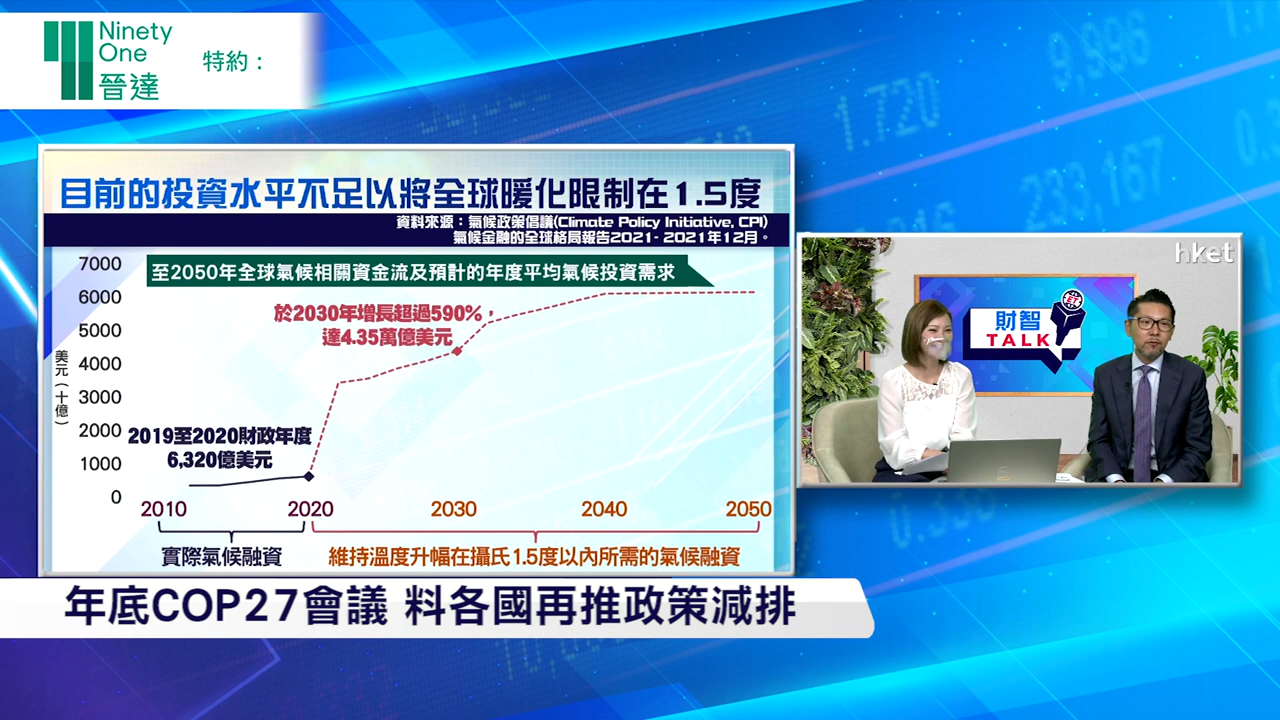 Ninety
One
晉達
特約：
目前的投資水平不足以將全球暖化限制在1.5度
資料來源：氣候政策倡議(Climate Policy Initiative, CPI)
氣候金融的全球格局報告2021- 2021年12月。
至2050年全球氣候相關資金流及預計的年度平均氣候投資需求
7000
6000
5000
4000
3000
2000
1000
0
美元（十億）
於2030年增長超過590%，
達4.35萬億美元
2019至2020財政年度
6,320億美元
2010
2020
2030
2040
2050
實際氣候融資
維持溫度升幅在攝氏1.5度以內所需的氣候融資
hket
ET
財智
TALK
年底COP27會議 料各國再推政策減排
1.720
9,996
233,167
0.338